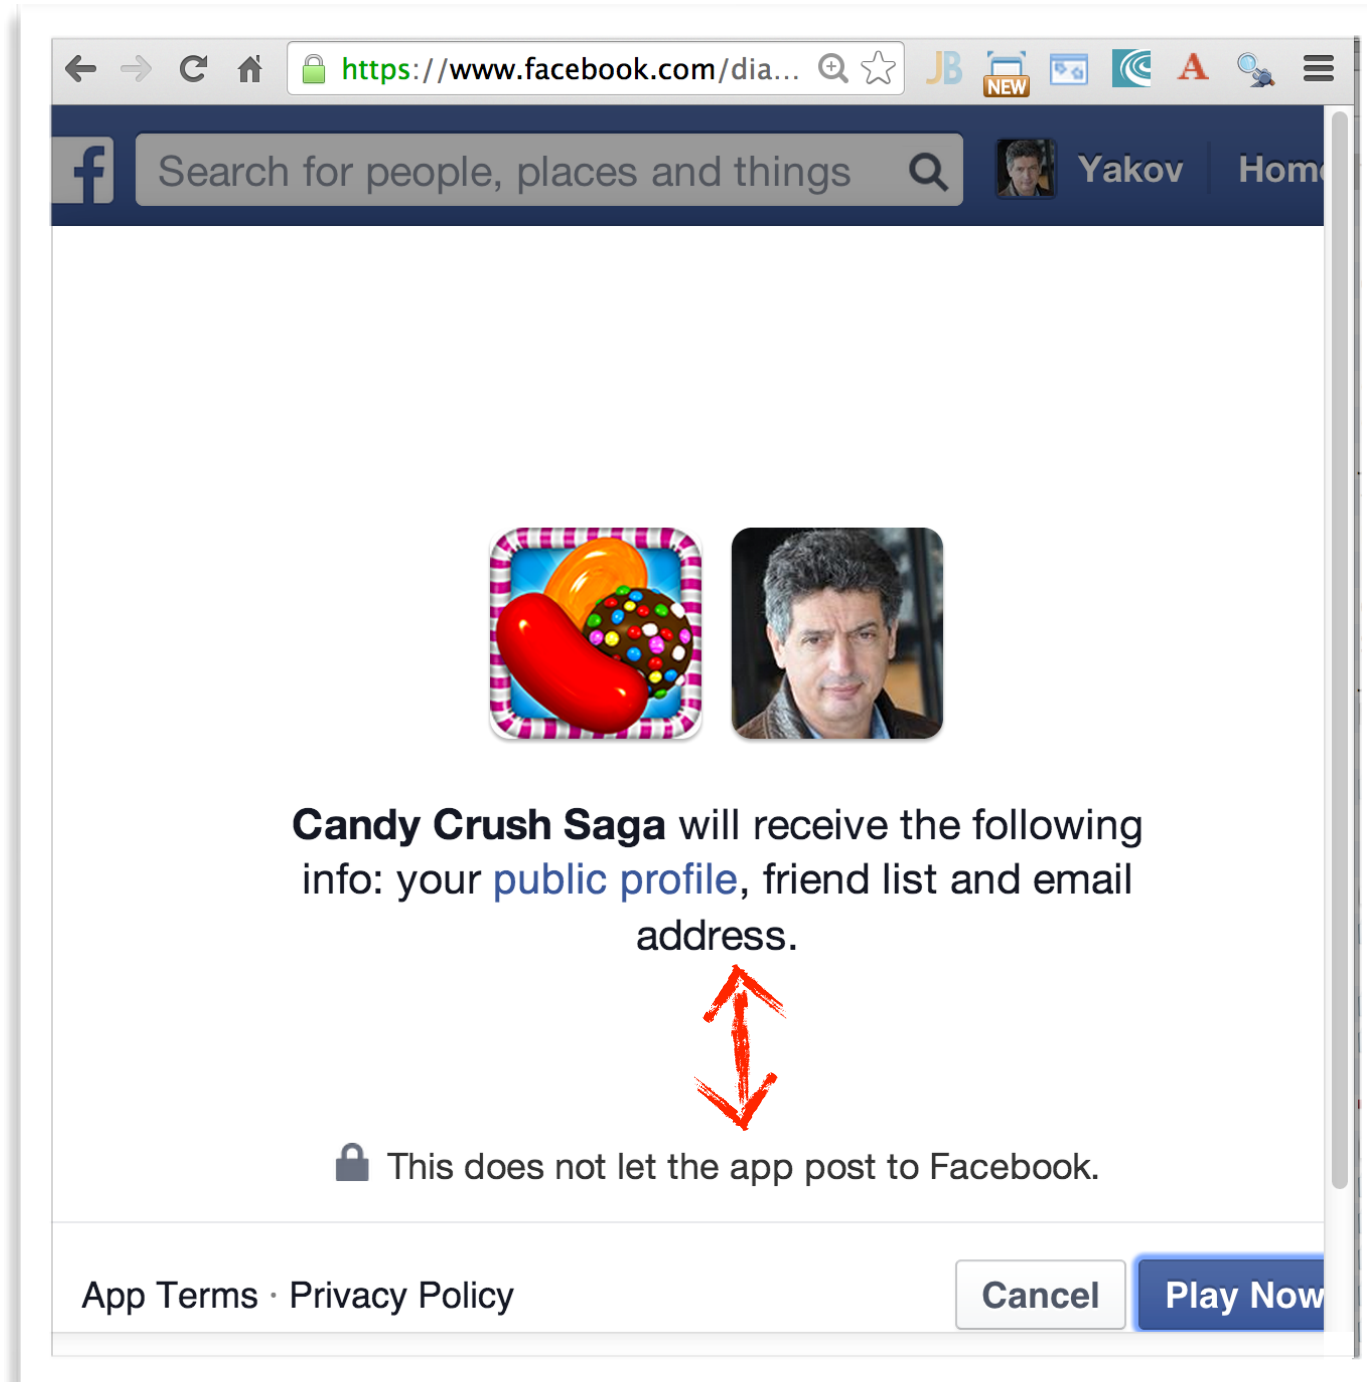 https://www.facebook.com/dia...
JB
NEW
A
f
Search for people, places and things
Yakov
Hom
Candy Crush Saga will receive the following
info: your public profile, friend list and email
address.
This does not let the app post to Facebook.
App Terms · Privacy Policy
Cancel
Play Now